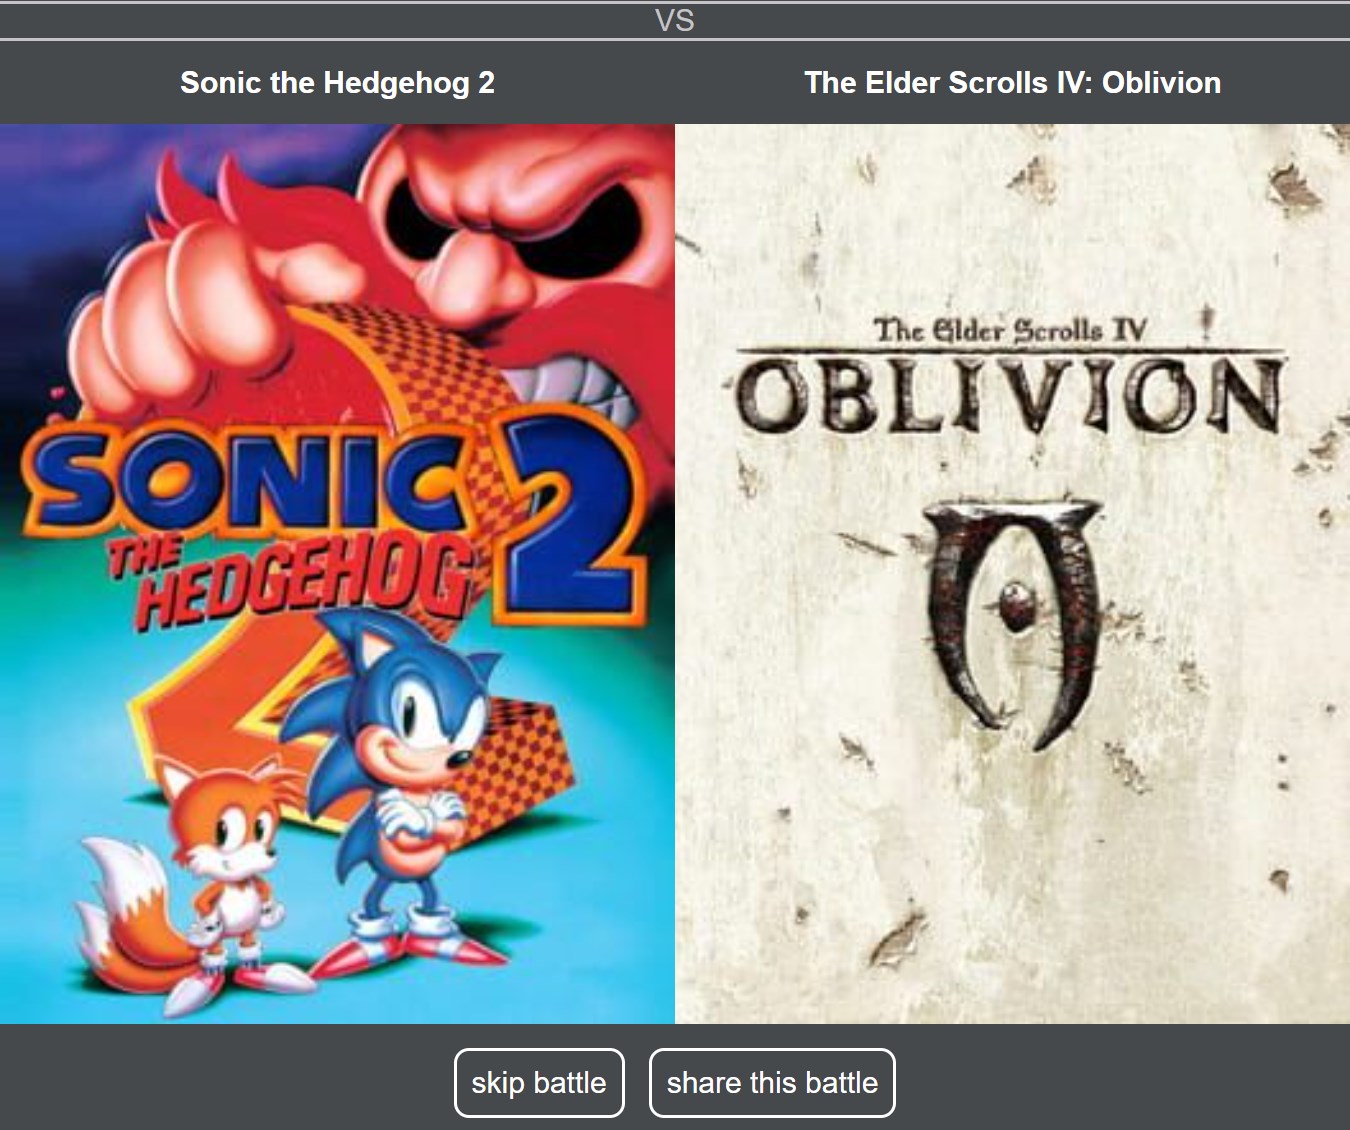 VS
Sonic the Hedgehog 2
The Elder Scrolls IV: Oblivion
SONIC 2
THE
HEDGEHOG
The Elder Scrolls IV
OBLIVION
skip battle
share this battle